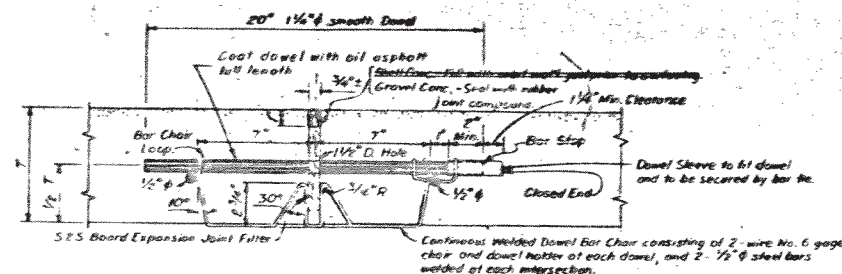 20" 1¼"ϕ smooth Dowel
Coat dowel with oil asphalt
full length
¾"±
Gravel Conc. - Seal with rubber
joint compound.
1¼" Min. Clearance
Bar Chair
Loop.
7"
7"
1"
2"
Min.
Bar Stop
1½" D. Hole
T
½ T
½"ϕ
10°
30°
¾" R
½"ϕ
Closed End
Dowel Sleeve to fit dowel
and to be secured by bar tie.
S2S Board Expansion Joint Filler
Continuous Welded Dowel Bar Chair consisting of 2-wire No. 6 gage
chair and dowel holder at each dowel, and 2- ½"ϕ steel bars
welded at each intersection.